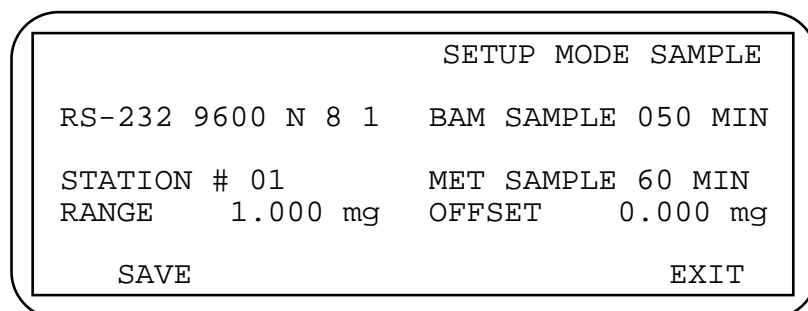 SETUP MODE SAMPLE
RS-232 9600 N 8 1 BAM SAMPLE 050 MIN
STATION # 01 MET SAMPLE 60 MIN
RANGE 1.000 mg OFFSET 0.000 mg
SAVE EXIT